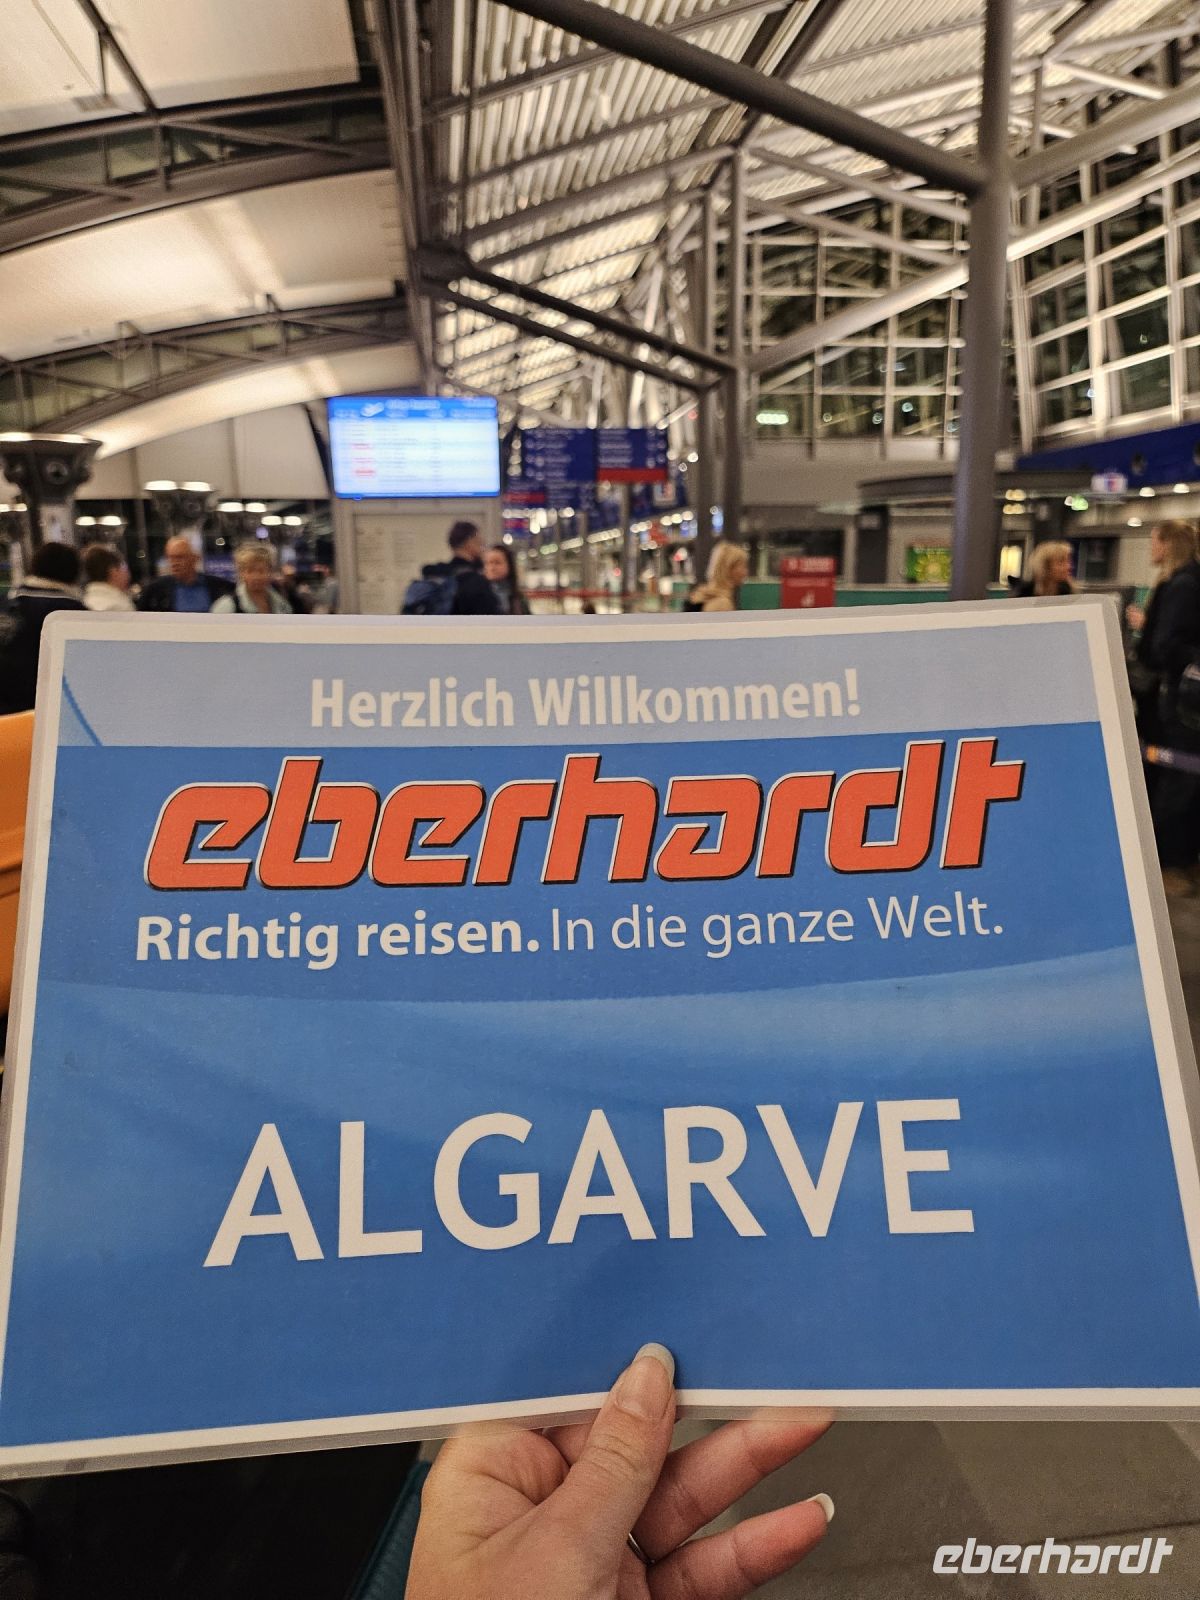 Herzlich Willkommen!
eberhardt
Richtig reisen. In die ganze Welt.
ALGARVE
eberhardt